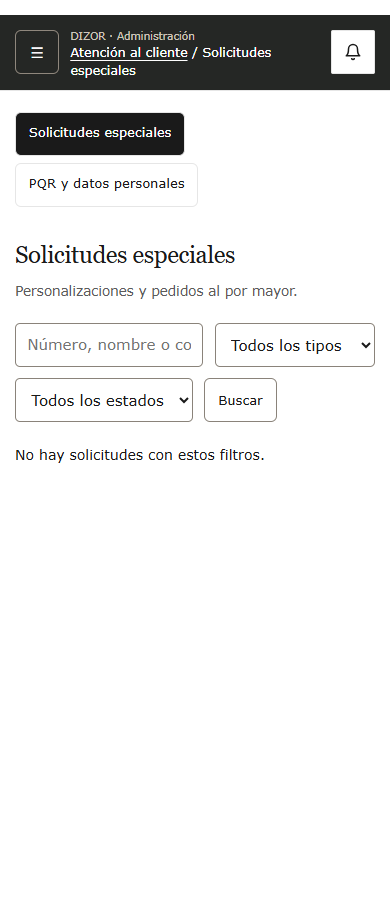 DIZOR · Administración
Atención al cliente / Solicitudes
especiales
Solicitudes especiales
PQR y datos personales
Solicitudes especiales
Personalizaciones y pedidos al por mayor.
Número, nombre o co
Todos los tipos
Todos los estados
Buscar
No hay solicitudes con estos filtros.